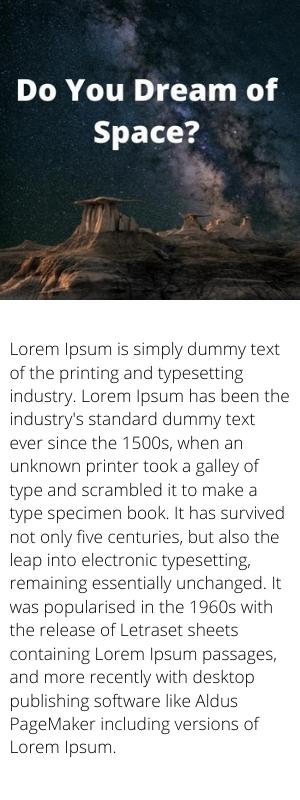 Do You Dream of
Space?
Lorem Ipsum is simply dummy text
of the printing and typesetting
industry. Lorem Ipsum has been the
industry's standard dummy text
ever since the 1500s, when an
unknown printer took a galley of
type and scrambled it to make a
type specimen book. It has survived
not only five centuries, but also the
leap into electronic typesetting,
remaining essentially unchanged. It
was popularised in the 1960s with
the release of Letraset sheets
containing Lorem Ipsum passages,
and more recently with desktop
publishing software like Aldus
PageMaker including versions of
Lorem Ipsum.